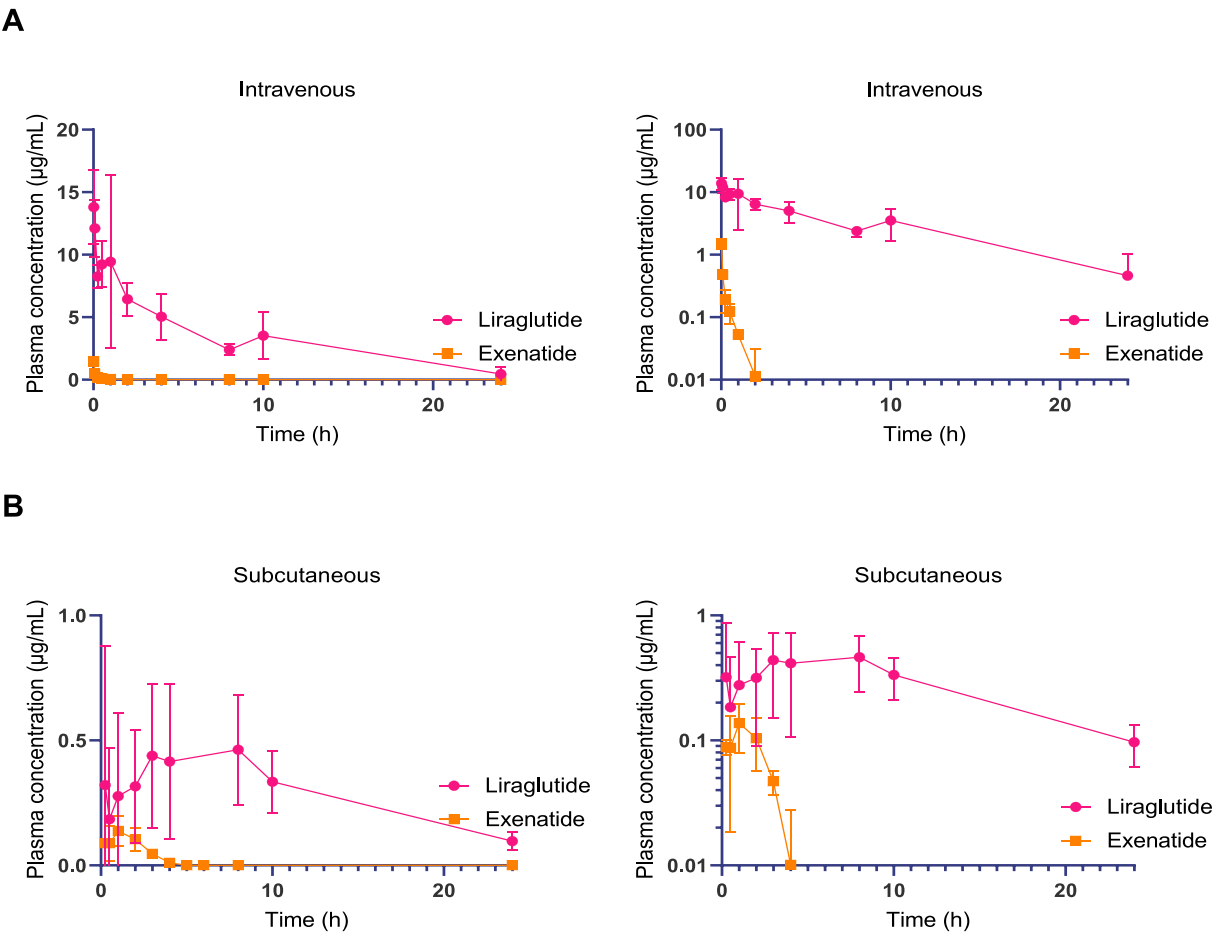 A
Intravenous
Plasma concentration (µg/mL)
20
15
10
5
0
0
10
20
Time (h)
Liraglutide
Exenatide
Intravenous
Plasma concentration (µg/mL)
100
10
1
0.1
0.01
0
10
20
Time (h)
Liraglutide
Exenatide
B
Subcutaneous
Plasma concentration (µg/mL)
1.0
0.5
0.0
0
10
20
Time (h)
Liraglutide
Exenatide
Subcutaneous
Plasma concentration (µg/mL)
1
0.1
0.01
0
10
20
Time (h)
Liraglutide
Exenatide